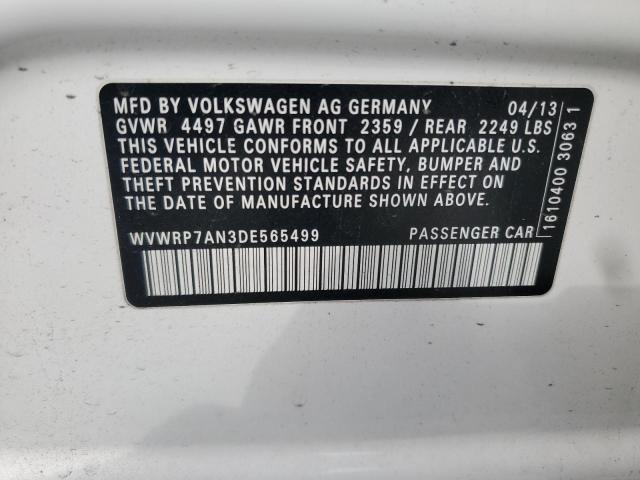 MFD BY VOLKSWAGEN AG GERMANY 04/13
GVWR 4497 GAWR FRONT 2359 / REAR 2249 LBS
THIS VEHICLE CONFORMS TO ALL APPLICABLE U.S.
FEDERAL MOTOR VEHICLE SAFETY, BUMPER AND
THEFT PREVENTION STANDARDS IN EFFECT ON
THE DATE OF MANUFACTURE SHOWN ABOVE.
WVWRP7AN3DE565499 PASSENGER CAR
1610400 3063 1